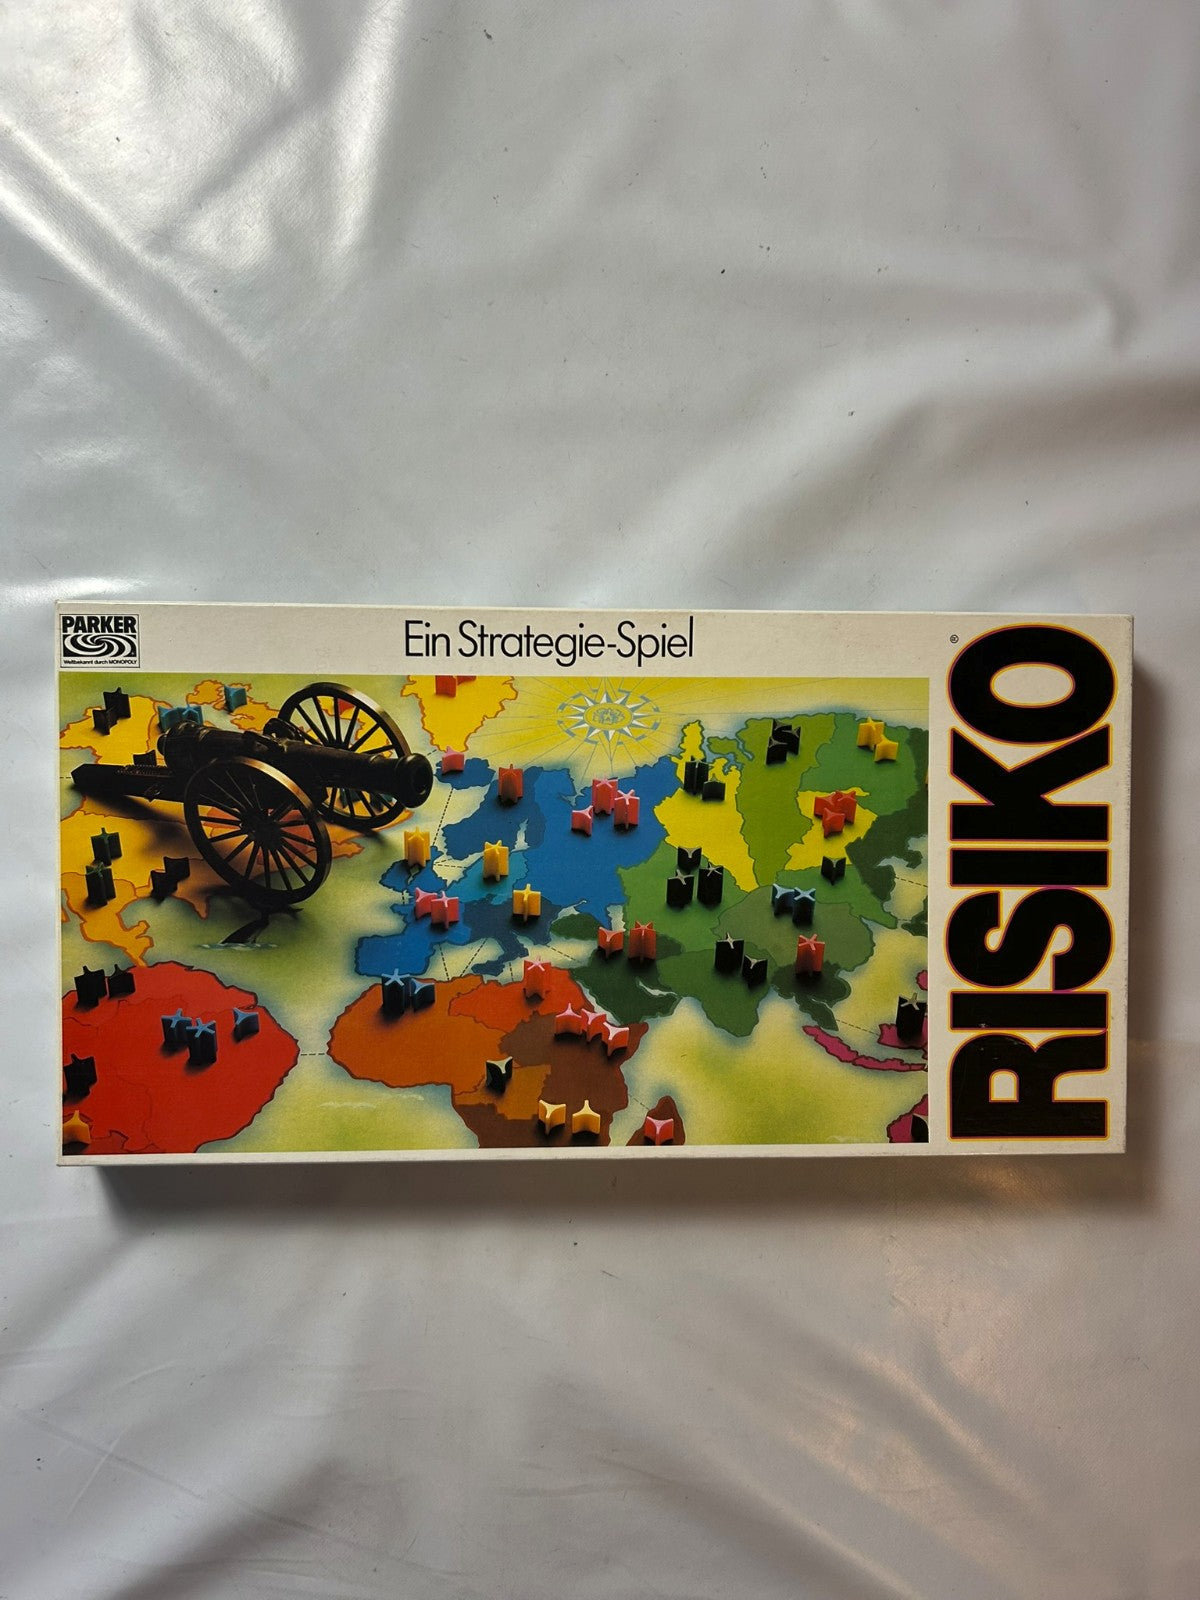 PARKER
Weltbekannt durch MONOPOLY
Ein Strategie-Spiel
RISIKO®